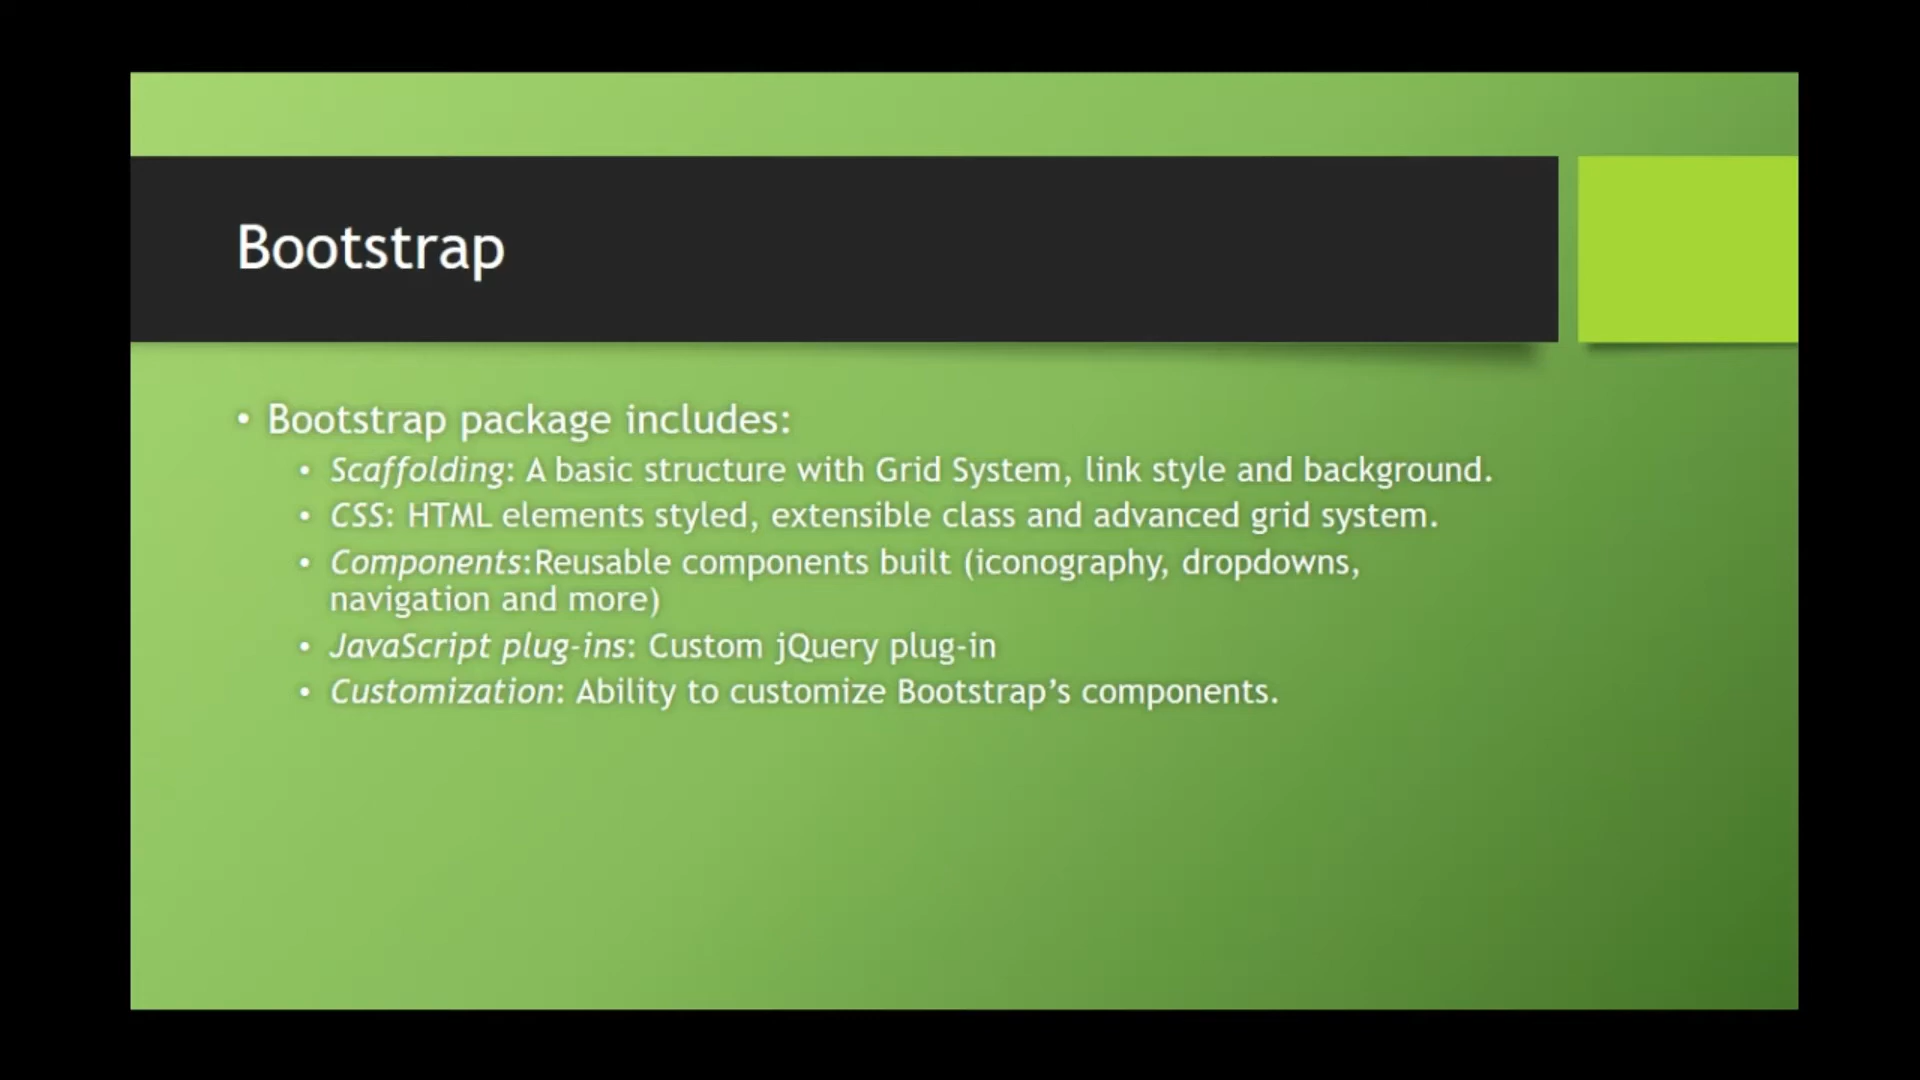 Bootstrap
• Bootstrap package includes:
• Scaffolding: A basic structure with Grid System, link style and background.
• CSS: HTML elements styled, extensible class and advanced grid system.
• Components:Reusable components built (iconography, dropdowns,
navigation and more)
• JavaScript plug-ins: Custom jQuery plug-in
• Customization: Ability to customize Bootstrap’s components.